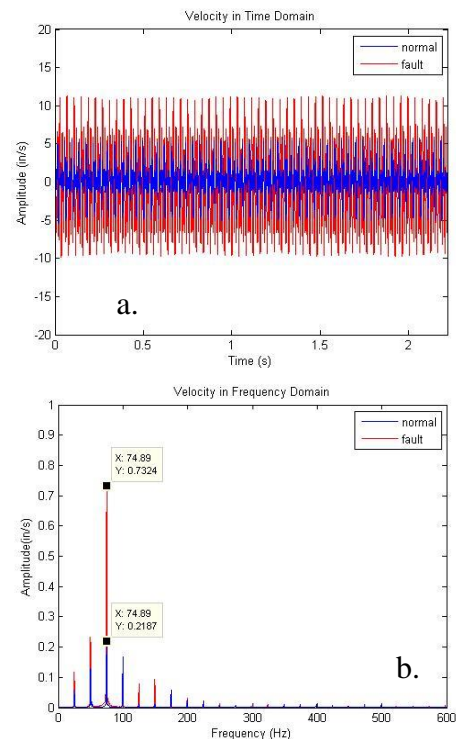 Velocity in Time Domain
20
15
10
5
0
-5
-10
-15
-20
Amplitude (in/s)
normal
fault
a.
0 0.5 1 1.5 2
Time (s)
Velocity in Frequency Domain
1
0.9
0.8
0.7
0.6
0.5
0.4
0.3
0.2
0.1
0
Amplitude(in/s)
normal
fault
X: 74.89
Y: 0.7324
X: 74.89
Y: 0.2187
b.
0 100 200 300 400 500 600
Frequency (Hz)